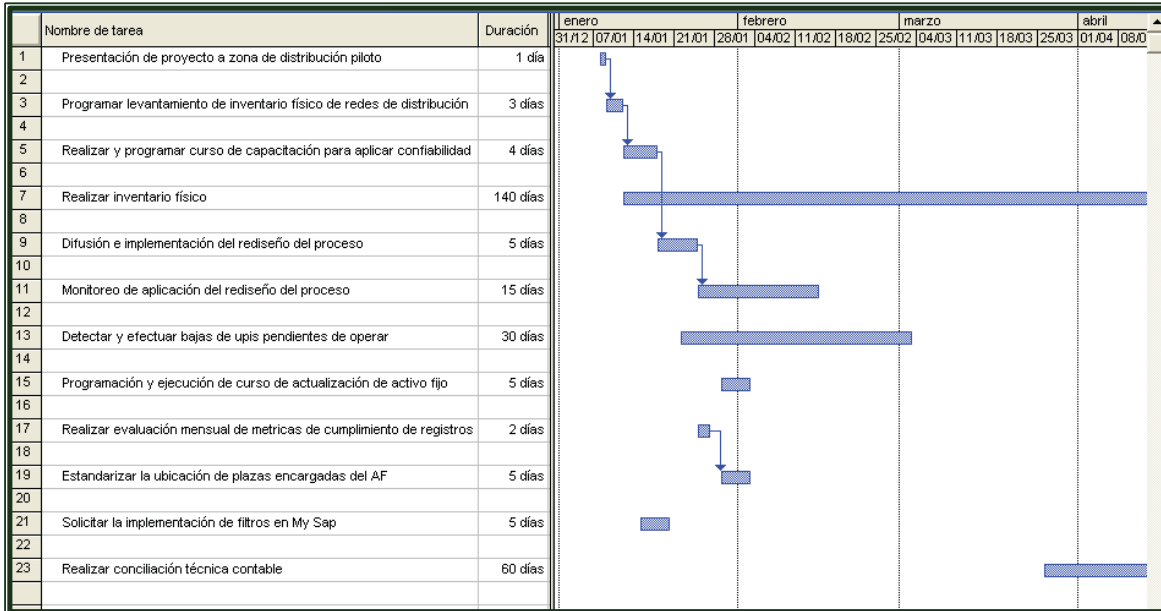 Nombre de tarea Duración enero febrero marzo abril
31/12 07/01 14/01 21/01 28/01 04/02 11/02 18/02 25/02 04/03 11/03 18/03 25/03 01/04 08/0
1 Presentación de proyecto a zona de distribución piloto 1 día
2
3 Programar levantamiento de inventario físico de redes de distribución 3 días
4
5 Realizar y programar curso de capacitación para aplicar confiabilidad 4 días
6
7 Realizar inventario físico 140 días
8
9 Difusión e implementación del rediseño del proceso 5 días
10
11 Monitoreo de aplicación del rediseño del proceso 15 días
12
13 Detectar y efectuar bajas de upis pendientes de operar 30 días
14
15 Programación y ejecución de curso de actualización de activo fijo 5 días
16
17 Realizar evaluación mensual de metricas de cumplimiento de registros 2 días
18
19 Estandarizar la ubicación de plazas encargadas del AF 5 días
20
21 Solicitar la implementación de filtros en My Sap 5 días
22
23 Realizar conciliación técnica contable 60 días